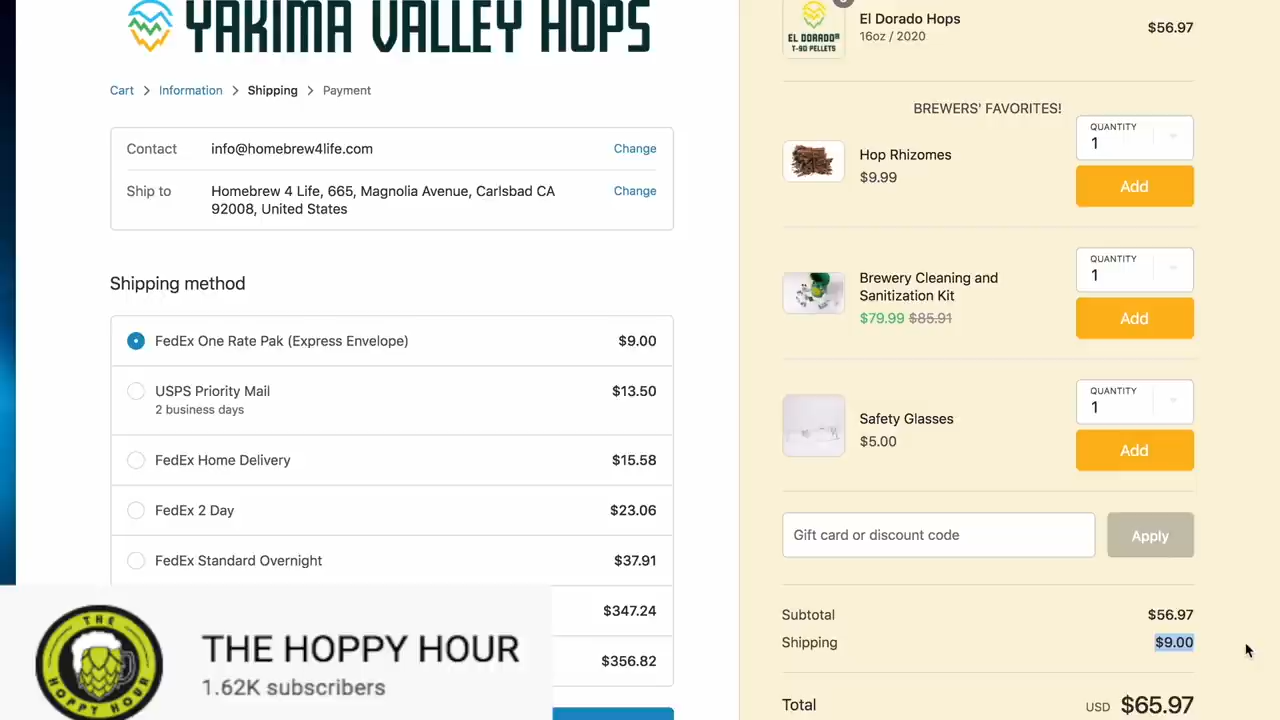 YAKIMA VALLEY HOPS
Cart > Information > Shipping > Payment
Contact info@homebrew4life.com Change
Ship to Homebrew 4 Life, 665, Magnolia Avenue, Carlsbad CA Change
92008, United States
Shipping method
FedEx One Rate Pak (Express Envelope) $9.00
USPS Priority Mail $13.50
2 business days
FedEx Home Delivery $15.58
FedEx 2 Day $23.06
FedEx Standard Overnight $37.91
$347.24
$356.82
THE HOPPY HOUR
THE HOPPY HOUR
1.62K subscribers
EL DORADO®
T-90 PELLETS
El Dorado Hops $56.97
16oz / 2020
BREWERS' FAVORITES!
Hop Rhizomes
$9.99
QUANTITY
1
Add
Brewery Cleaning and
Sanitization Kit
$79.99 $85.91
QUANTITY
1
Add
Safety Glasses
$5.00
QUANTITY
1
Add
Gift card or discount code Apply
Subtotal $56.97
Shipping $9.00
Total USD $65.97